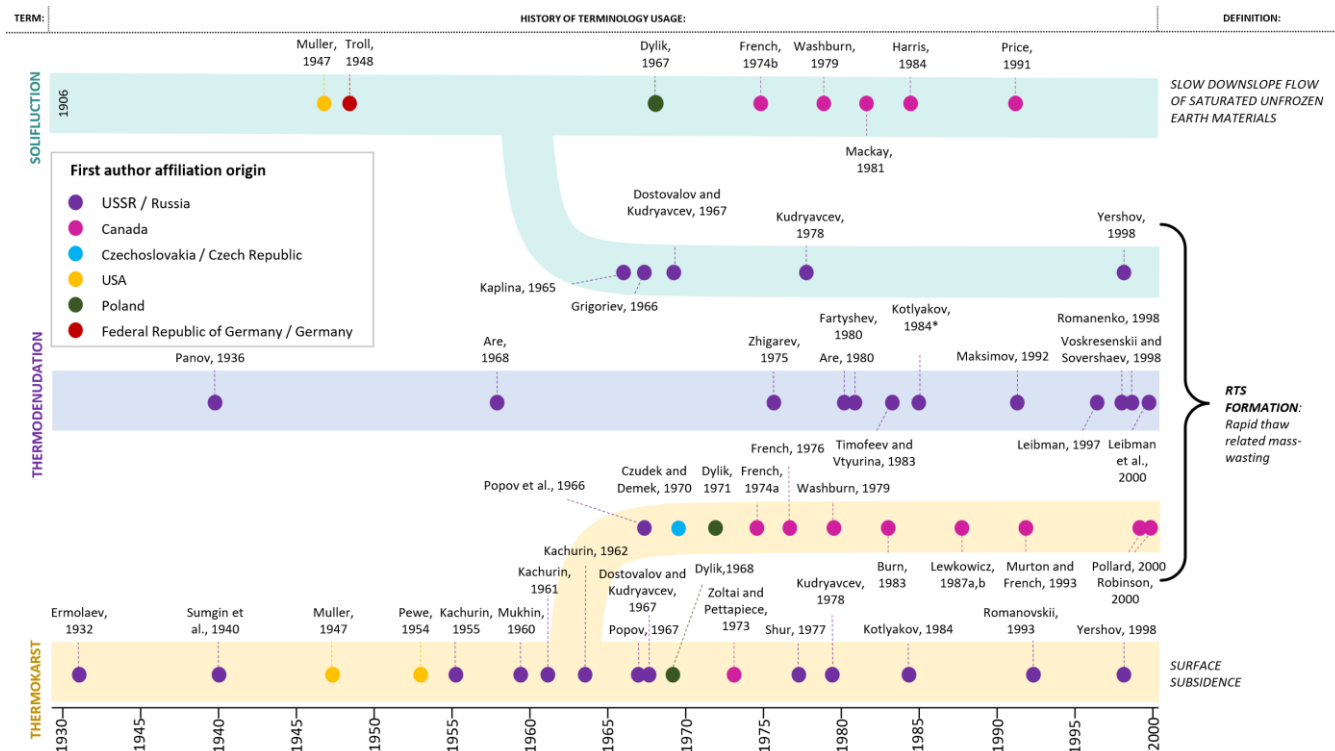 TERM:
HISTORY OF TERMINOLOGY USAGE:
DEFINITION:
Muller,
1947
Troll,
1948
Dylik,
1967
French,
1974b
Washburn,
1979
Harris,
1984
Price,
1991
SOLIFLUCTION
1906
SLOW DOWNSLOPE FLOW
OF SATURATED UNFROZEN
EARTH MATERIALS
Mackay,
1981
First author affiliation origin
USSR / Russia
Canada
Czechoslovakia / Czech Republic
USA
Poland
Federal Republic of Germany / Germany
Dostovalov and
Kudryavcev, 1967
Kudryavcev,
1978
Yershov,
1998
Kaplina, 1965
Grigoriev, 1966
THERMODENUDATION
Panov, 1936
Are,
1968
Zhigarev,
1975
Fartyshev,
1980
Are, 1980
Kotlyakov,
1984*
Maksimov, 1992
Romanenko, 1998
Voskresenskii and
Sovershaev, 1998
Timofeev and
Vtyurina, 1983
Leibman, 1997
Leibman
et al.,
2000
RTS
FORMATION:
Rapid thaw
related mass-
wasting
Popov et al., 1966
Czudek and
Demek, 1970
Dylik,
1971
French,
1974a
French, 1976
Washburn, 1979
Burn,
1983
Lewkowicz,
1987a,b
Murton and
French, 1993
Pollard, 2000
Robinson,
2000
THERMOKARST
Ermolaev,
1932
Sumgin et
al., 1940
Muller,
1947
Pewe,
1954
Kachurin,
1955
Mukhin,
1960
Kachurin,
1961
Kachurin, 1962
Dostovalov and
Kudryavcev,
1967
Popov, 1967
Dylik,1968
Zoltai and
Pettapiece,
1973
Shur, 1977
Kudryavcev,
1978
Kotlyakov, 1984
Romanovskii,
1993
Yershov, 1998
SURFACE
SUBSIDENCE
1930
1935
1940
1945
1950
1955
1960
1965
1970
1975
1980
1985
1990
1995
2000